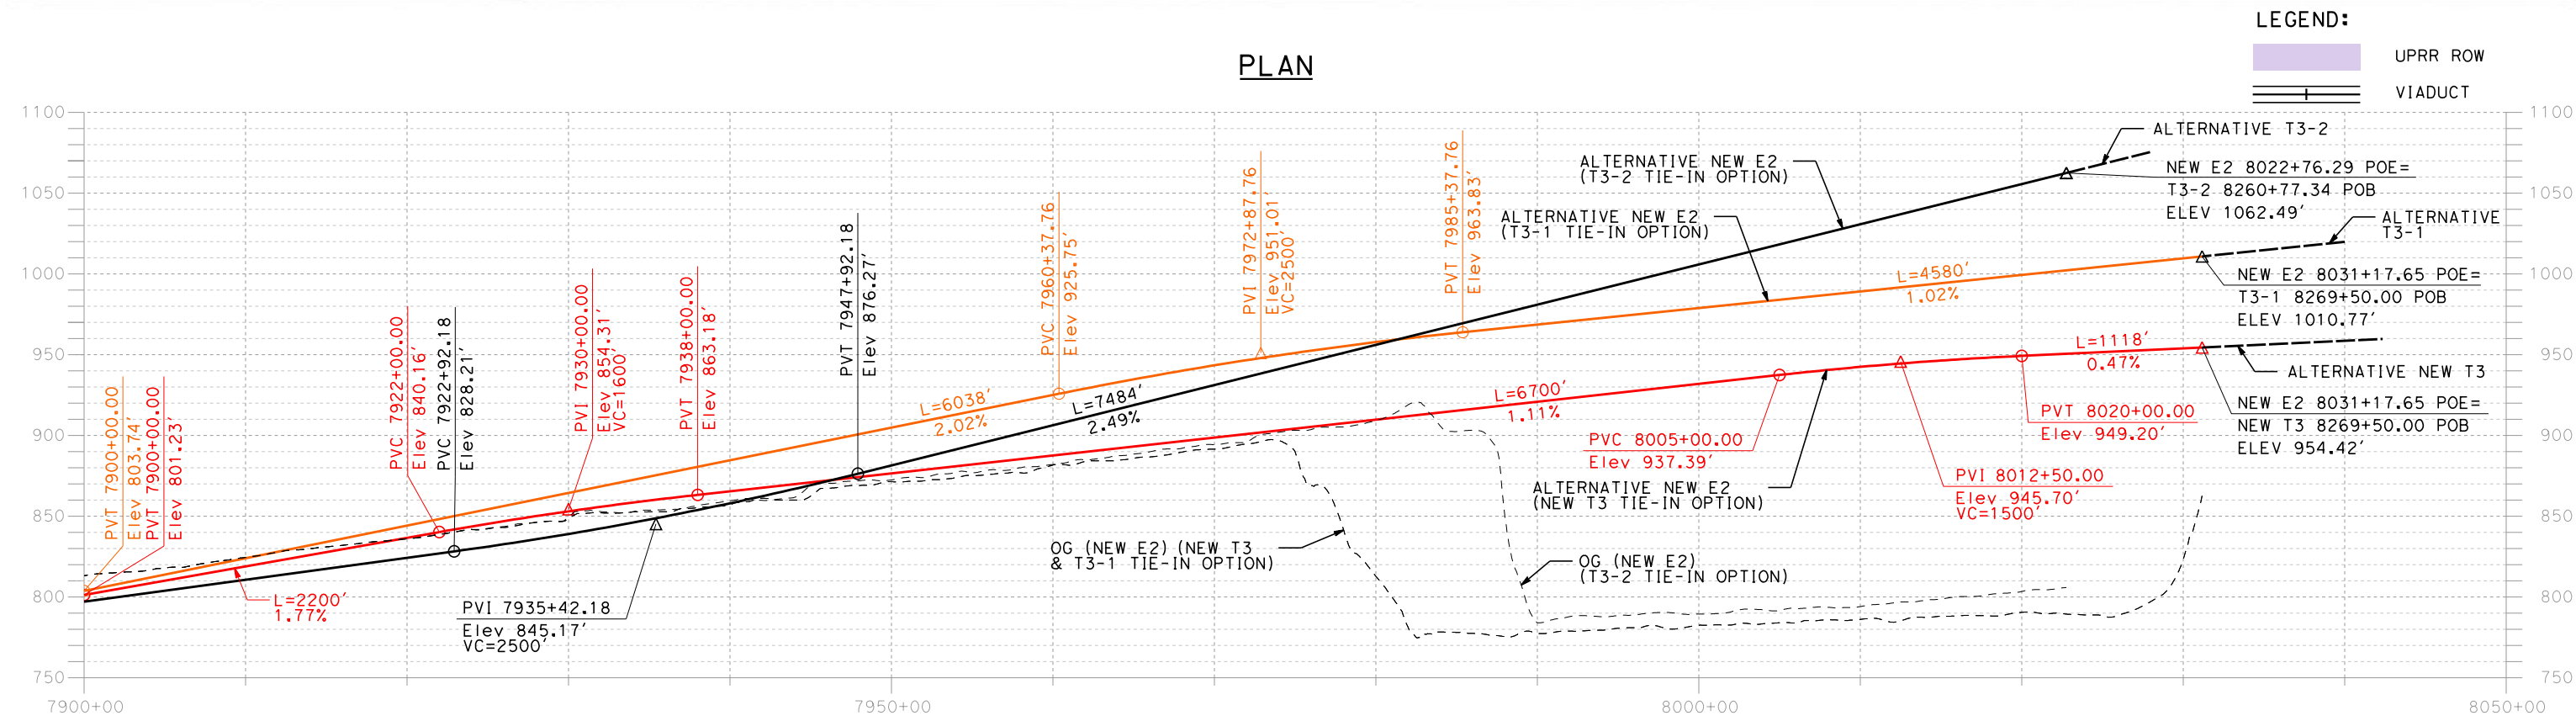 LEGEND:
UPRR ROW
VIADUCT
PLAN
1100
1050
1000
950
900
850
800
750
1100
1050
1000
950
900
850
800
750
7900+00
7950+00
8000+00
8050+00
PVT 7900+00.00
Elev 803.74′
PVT 7900+00.00
Elev 801.23′
L=2200′
1.77%
PVC 7922+00.00
Elev 840.16′
PVC 7922+92.18
Elev 828.21′
PVI 7930+00.00
Elev 854.31′
VC=1600′
PVI 7935+42.18
Elev 845.17′
VC=2500′
PVT 7938+00.00
Elev 863.18′
PVT 7947+92.18
Elev 876.27′
L=6038′
2.02%
PVC 7960+37.76
Elev 925.75′
L=7484′
2.49%
PVI 7972+87.76
Elev 951.01′
VC=2500′
PVT 7985+37.76
Elev 963.83′
OG (NEW E2) (NEW T3
& T3-1 TIE-IN OPTION)
OG (NEW E2)
(T3-2 TIE-IN OPTION)
L=6700′
1.11%
ALTERNATIVE NEW E2
(T3-2 TIE-IN OPTION)
ALTERNATIVE NEW E2
(T3-1 TIE-IN OPTION)
PVC 8005+00.00
Elev 937.39′
ALTERNATIVE NEW E2
(NEW T3 TIE-IN OPTION)
L=4580′
1.02%
PVI 8012+50.00
Elev 945.70′
VC=1500′
PVT 8020+00.00
Elev 949.20′
L=1118′
0.47%
ALTERNATIVE T3-2
NEW E2 8022+76.29 POE=
T3-2 8260+77.34 POB
ELEV 1062.49′
ALTERNATIVE
T3-1
NEW E2 8031+17.65 POE=
T3-1 8269+50.00 POB
ELEV 1010.77′
ALTERNATIVE NEW T3
NEW E2 8031+17.65 POE=
NEW T3 8269+50.00 POB
ELEV 954.42′